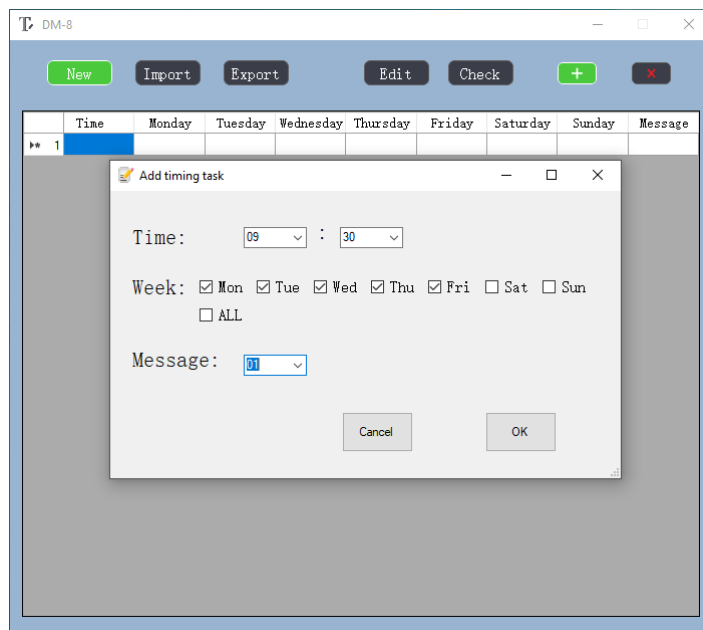 DM-8
New Import Export Edit Check + x
Time Monday Tuesday Wednesday Thursday Friday Saturday Sunday Message
1
Add timing task
Time: 09 : 30
Week: Mon Tue Wed Thu Fri Sat Sun
ALL
Message: 01
Cancel OK